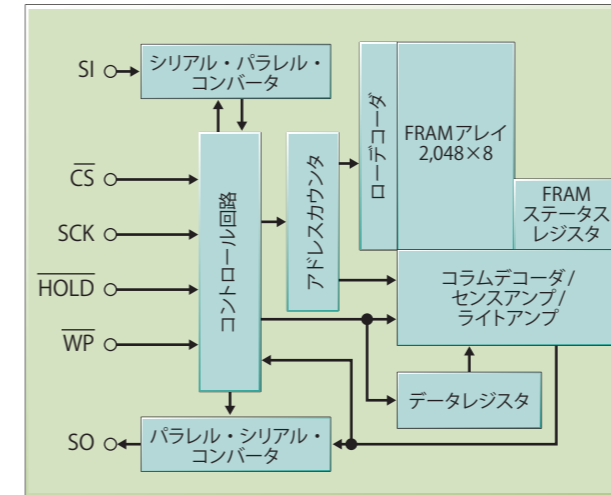 SI
シリアル・パラレル・
コンバータ
CS
SCK
HOLD
WP
SO
コントロール回路
アドレスカウンタ
ローデコーダ
FRAMアレイ
2,048×8
FRAM
ステータス
レジスタ
コラムデコーダ/
センスアンプ/
ライトアンプ
データレジスタ
パラレル・シリアル・
コンバータ